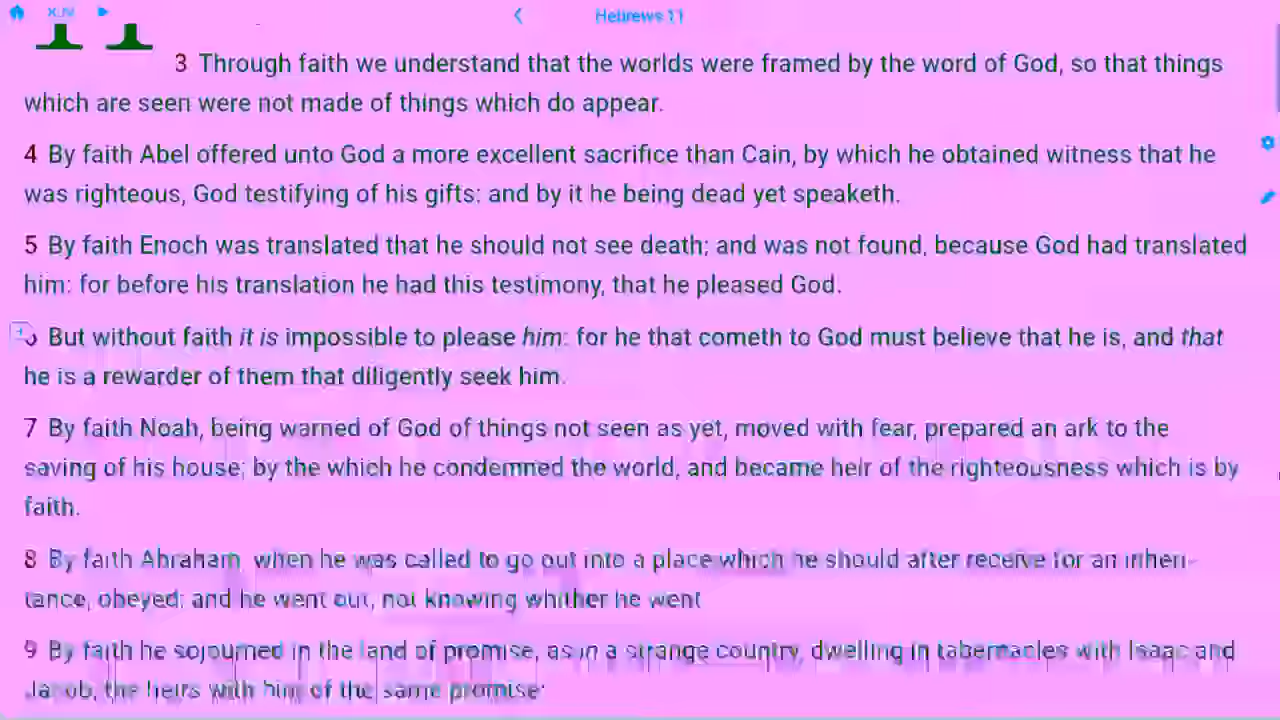 KJV
Hebrews 11
3 Through faith we understand that the worlds were framed by the word of God, so that things
which are seen were not made of things which do appear.
4 By faith Abel offered unto God a more excellent sacrifice than Cain, by which he obtained witness that he
was righteous, God testifying of his gifts: and by it he being dead yet speaketh.
5 By faith Enoch was translated that he should not see death; and was not found, because God had translated
him: for before his translation he had this testimony, that he pleased God.
But without faith it is impossible to please him: for he that cometh to God must believe that he is, and that
he is a rewarder of them that diligently seek him.
7 By faith Noah, being warned of God of things not seen as yet, moved with fear, prepared an ark to the
saving of his house; by the which he condemned the world, and became heir of the righteousness which is by
faith.
8 By faith Abraham, when he was called to go out into a place which he should after receive for an inheri-
tance, obeyed; and he went out, not knowing whither he went
9 By faith he sojourned in the land of promise, as in a strange country, dwelling in tabernacles with Isaac and
Jacob, the heirs with him of the same promise: